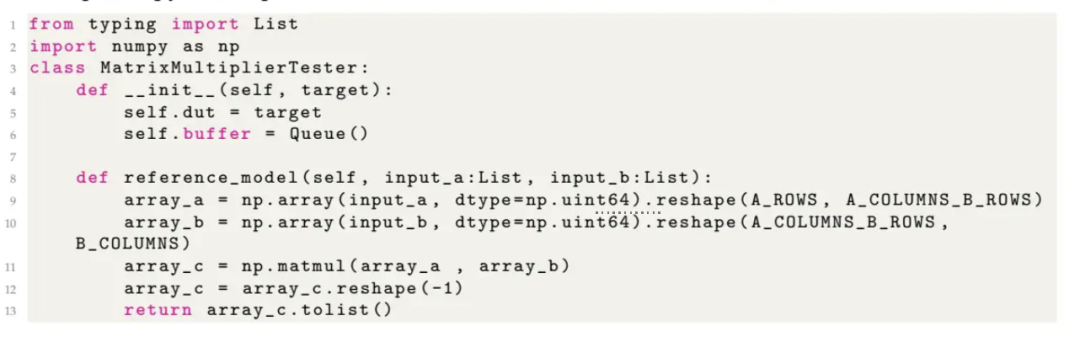 1 from typing import List
2 import numpy as np
3 class MatrixMultiplierTester:
4 def __init__(self, target):
5 self.dut = target
6 self.buffer = Queue()
7
8 def reference_model(self, input_a:List, input_b:List):
9 array_a = np.array(input_a, dtype=np.uint64).reshape(A_ROWS, A_COLUMNS_B_ROWS)
10 array_b = np.array(input_b, dtype=np.uint64).reshape(A_COLUMNS_B_ROWS,
B_COLUMNS)
11 array_c = np.matmul(array_a , array_b)
12 array_c = array_c.reshape(-1)
13 return array_c.tolist()